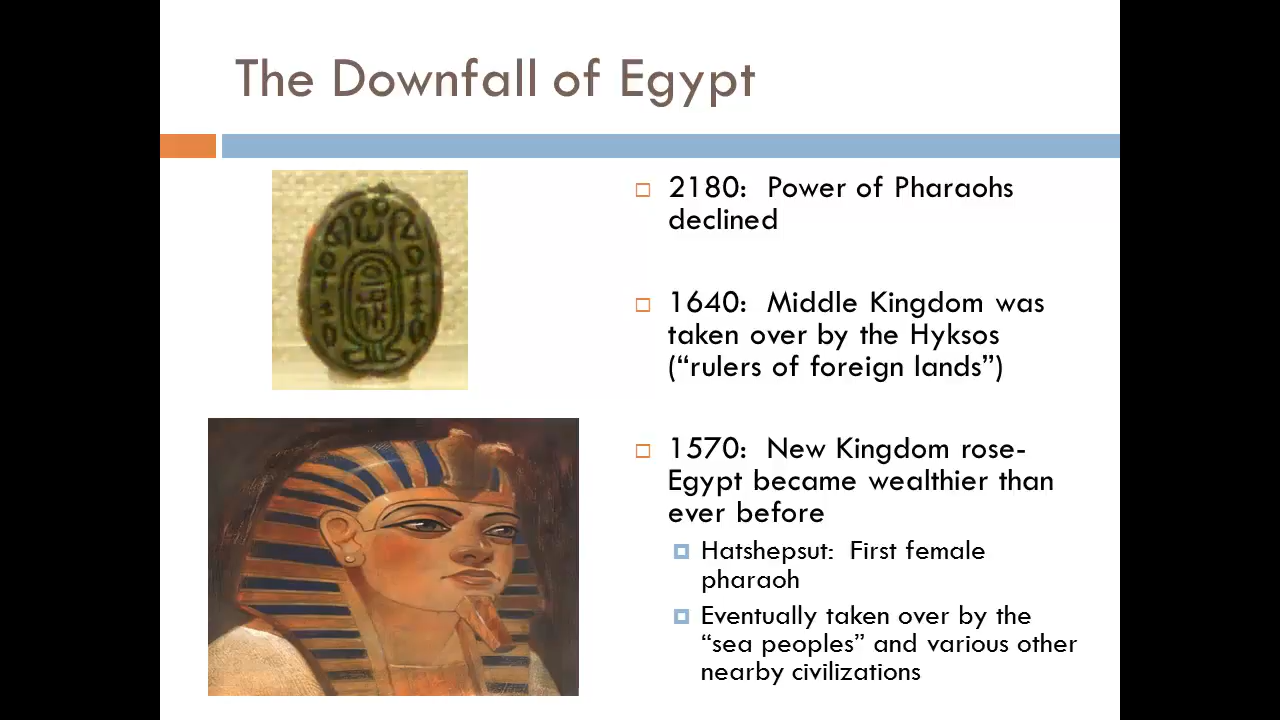 The Downfall of Egypt
2180:  Power of Pharaohs
declined
1640:  Middle Kingdom was
taken over by the Hyksos
(“rulers of foreign lands”)
1570:  New Kingdom rose-
Egypt became wealthier than
ever before
Hatshepsut:  First female
pharaoh
Eventually taken over by the
“sea peoples” and various other
nearby civilizations